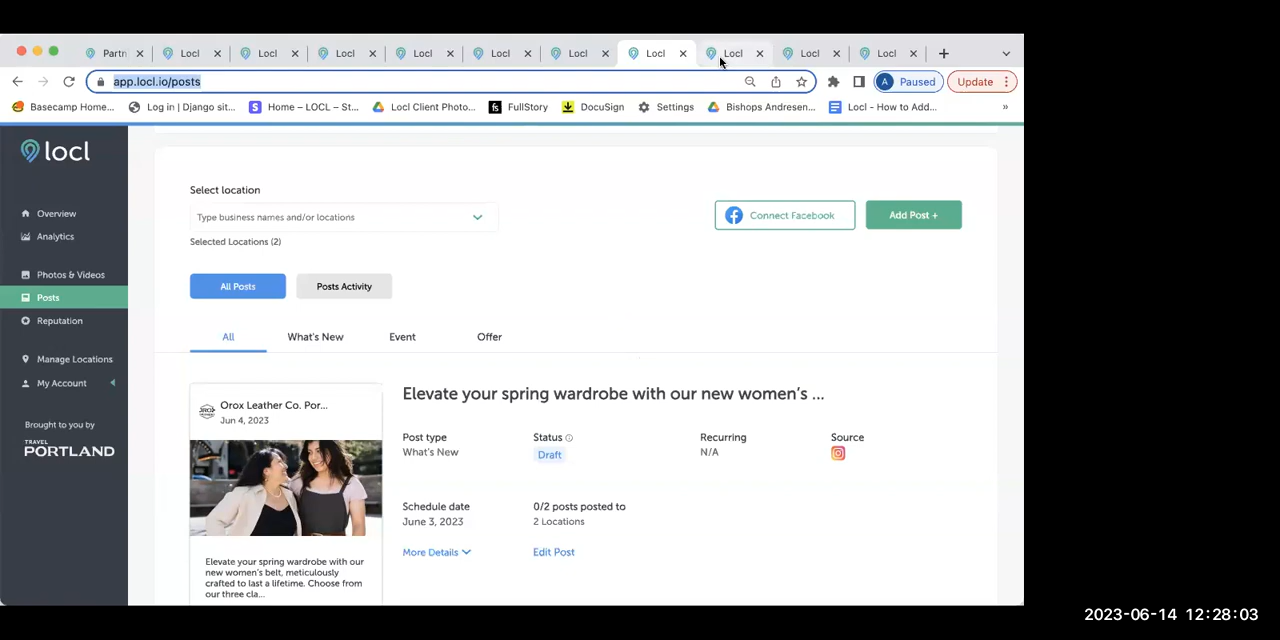 Partn
Locl
Locl
Locl
Locl
Locl
Locl
Locl
Locl
Locl
Locl
app.locl.io/posts
A
Paused
Update
Basecamp Home...
Log in | Django sit...
S
Home – LOCL – St...
Locl Client Photo...
fs
FullStory
DocuSign
Settings
Bishops Andresen...
Locl - How to Add...
»
locl
Overview
Analytics
Photos & Videos
Posts
Reputation
Manage Locations
My Account
Brought to you by
TRAVEL
PORTLAND
Select location
Type business names and/or locations
Selected Locations (2)
Connect Facebook
Add Post +
All Posts
Posts Activity
All
What's New
Event
Offer
Orox Leather Co. Por...
Jun 4, 2023
Elevate your spring wardrobe with our
new women's belt, meticulously
crafted to last a lifetime. Choose from
our three cla...
Elevate your spring wardrobe with our new women's ...
Post type
What's New
Status
Draft
Recurring
N/A
Source
Schedule date
June 3, 2023
0/2 posts posted to
2 Locations
More Details
Edit Post
2023-06-14 12:28:03